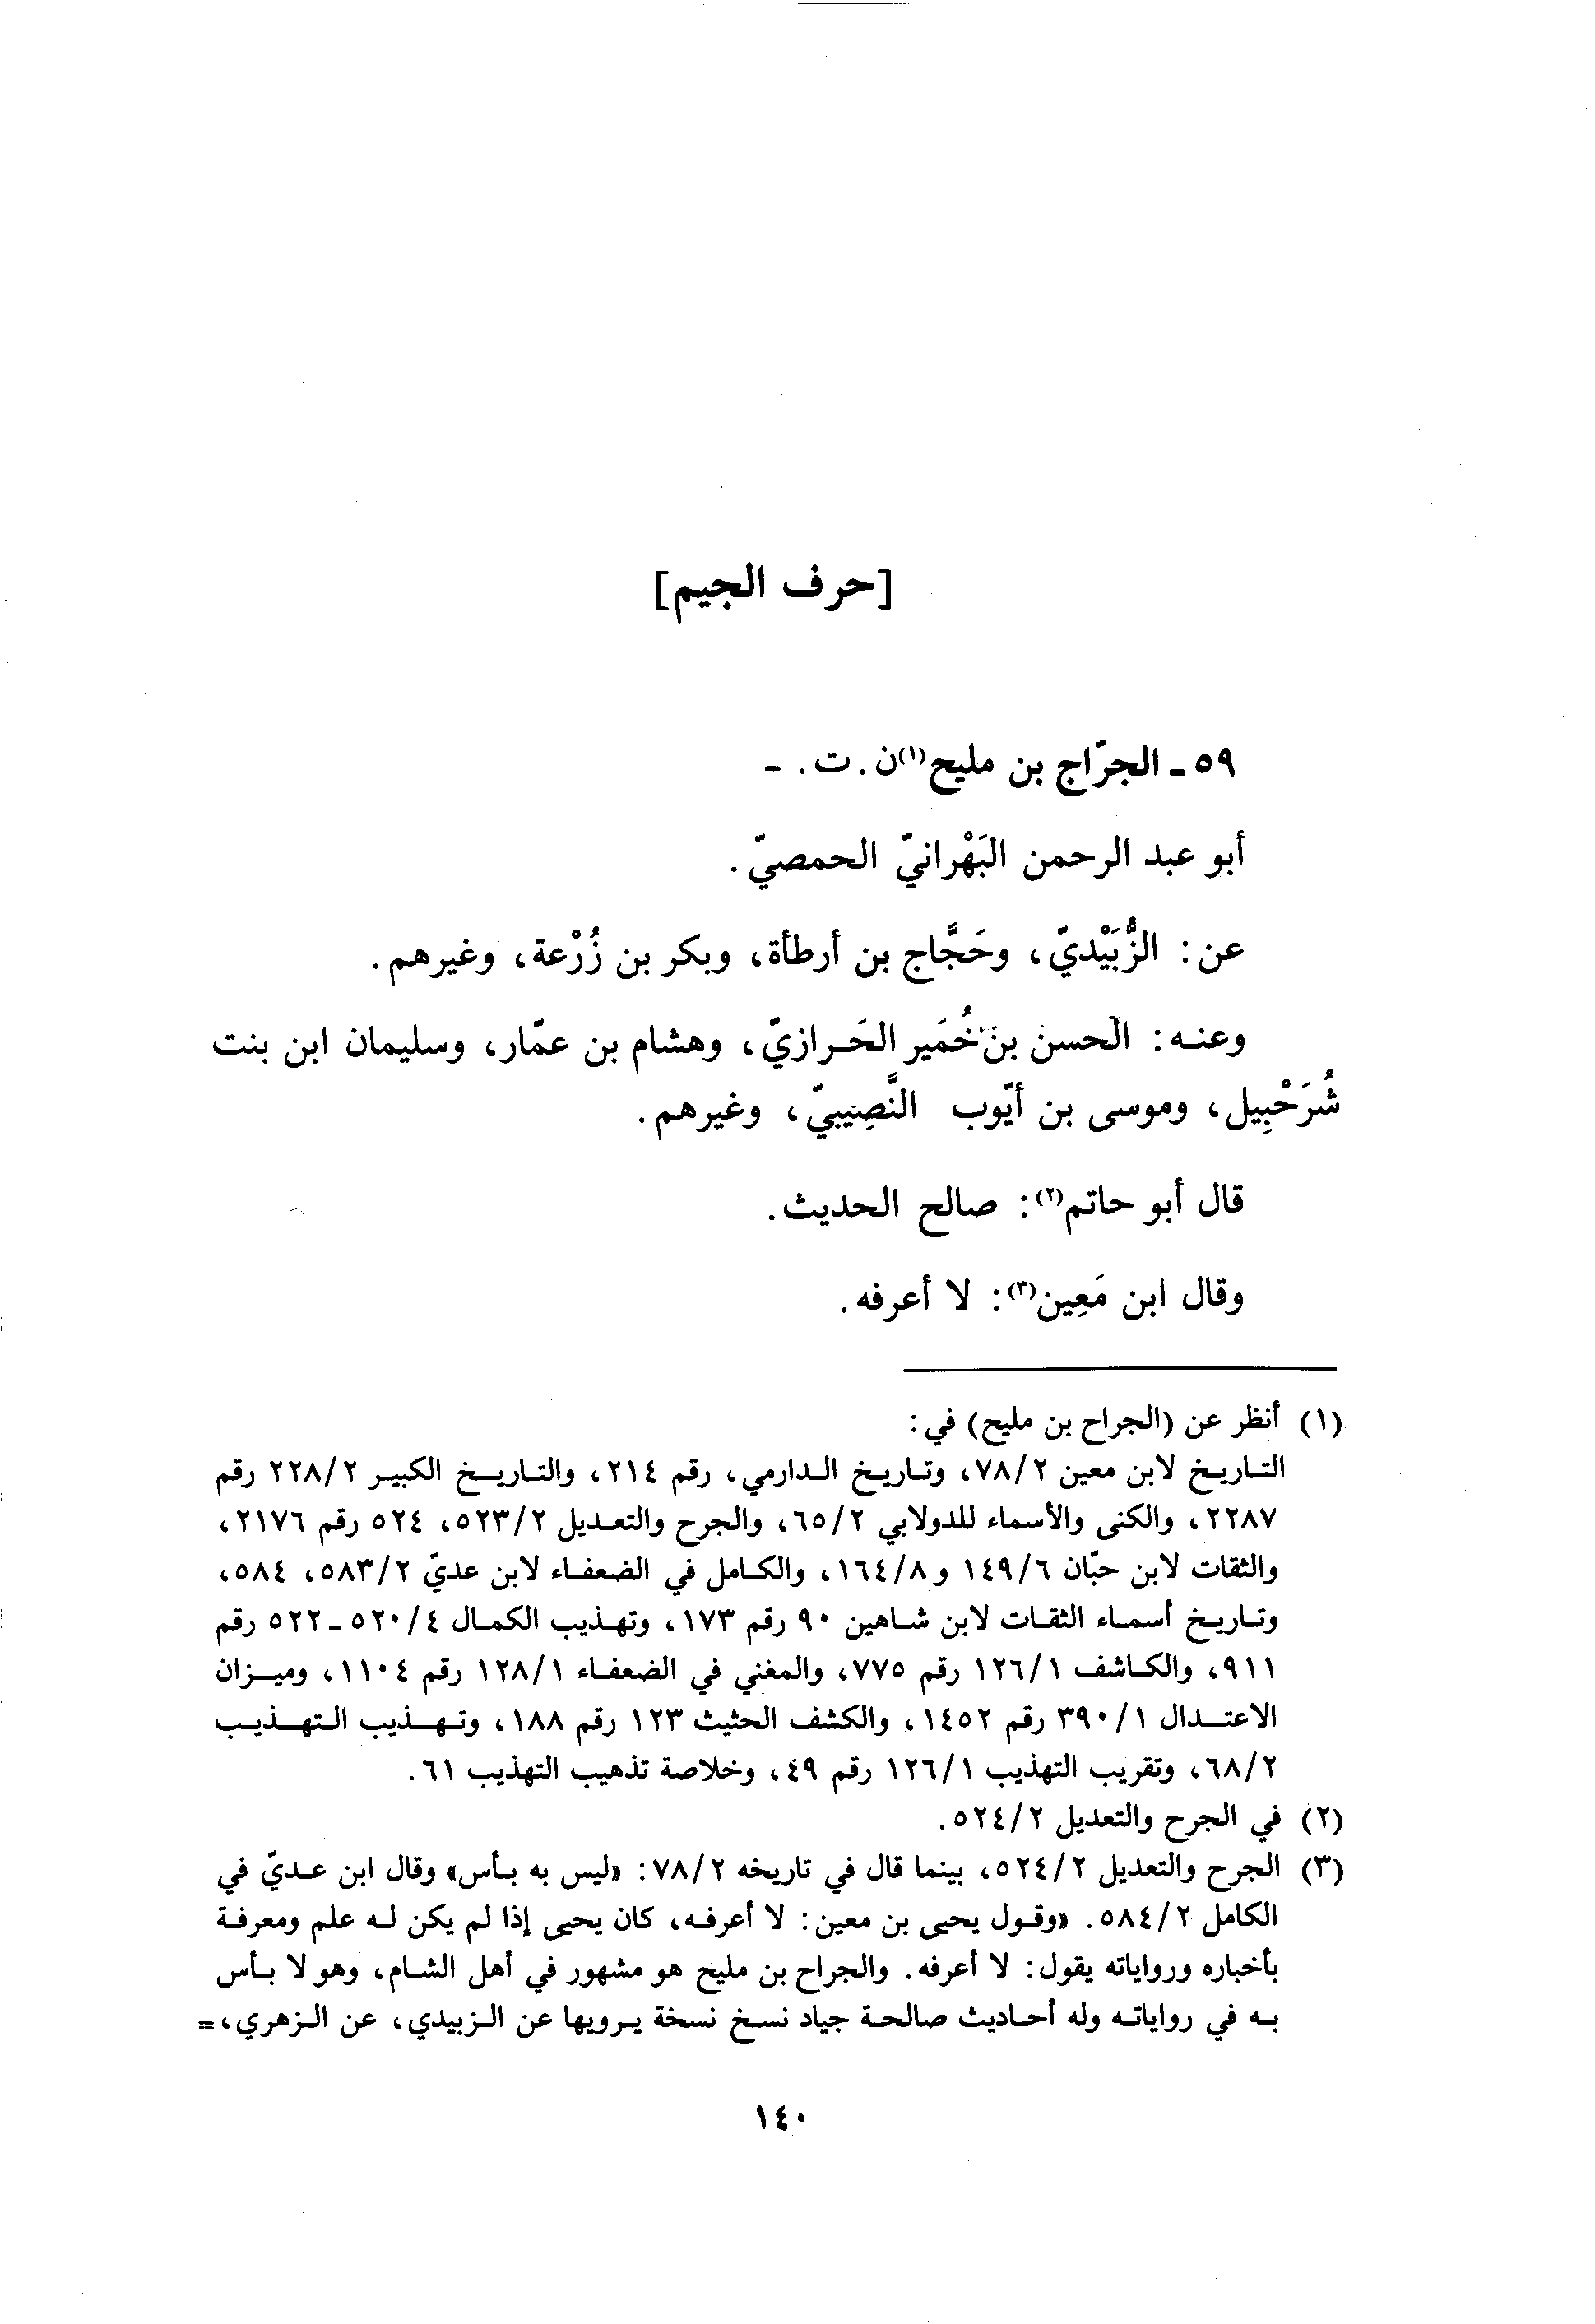 [حرف الجيم]
٥٩ ـ الجرّاج بن مليح(١)ن. ت. ـ
أبو عبد الرحمن البَهْرانيّ الحمصيّ.
عن: الزُّبَيْديّ، وحَجَّاج بن أرطأة، وبكر بن زُرْعة، وغيرهم.
وعنه: الحسن بن خُمَير الحَرازيّ، وهشام بن عمّار، وسليمان ابن بنت
شُرَحْبِيل، وموسى بن أيّوب النَّصِيبيّ، وغيرهم.
قال أبو حاتم(٢): صالح الحديث.
وقال ابن مَعِين(٣): لا أعرفه.
(١) أنظر عن (الجراح بن مليح) في:
التاريخ لابن معين ٧٨/٢، وتاريخ الدارمي، رقم ٢١٤، والتاريخ الكبير ٢٢٨/٢ رقم
٢٢٨٧، والكنى والأسماء للدولابي ٦٥/٢، والجرح والتعديل ٥٢٣/٢، ٥٢٤ رقم ٢١٧٦،
والثقات لابن حبّان ١٤٩/٦ و١٦٤/٨، والكامل في الضعفاء لابن عديّ ٥٨٣/٢، ٥٨٤،
وتاريخ أسماء الثقات لابن شاهين ٩٠ رقم ١٧٣، وتهذيب الكمال ٥٢٠/٤ ـ ٥٢٢ رقم
٩١١، والكاشف ١٢٦/١ رقم ٧٧٥، والمغني في الضعفاء ١٢٨/١ رقم ١١٠٤، وميزان
الاعتدال ٣٩٠/١ رقم ١٤٥٢، والكشف الحثيث ١٢٣ رقم ١٨٨، وتهذيب التهذيب
٦٨/٢، وتقريب التهذيب ١٢٦/١ رقم ٤٩، وخلاصة تذهيب التهذيب ٦١.
(٢) في الجرح والتعديل ٥٢٤/٢.
(٣) الجرح والتعديل ٥٢٤/٢، بينما قال في تاريخه ٧٨/٢: «ليس به بأس» وقال ابن عديّ في
الكامل ٥٨٤/٢. «وقول يحيى بن معين: لا أعرفه، كان يحيى إذا لم يكن له علم ومعرفة
بأخباره ورواياته يقول: لا أعرفه. والجراح بن مليح هو مشهور في أهل الشام، وهو لا بأس
به في رواياته وله أحاديث صالحة جياد نسخ نسخة يرويها عن الزبيدي، عن الزهري، =
١٤٠